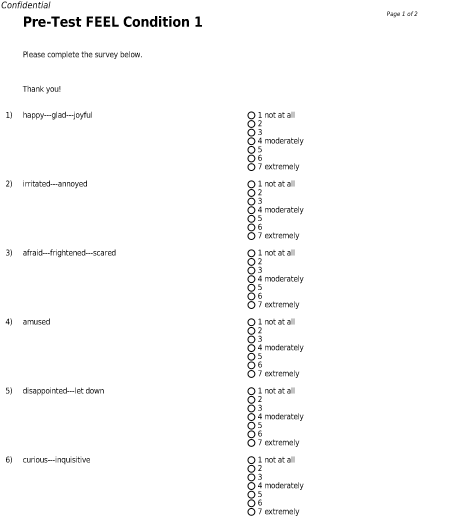 Confidential
Page 1 of 2
Pre-Test FEEL Condition 1
Please complete the survey below.
Thank you!
1) happy---glad---joyful
1 not at all
2
3
4 moderately
5
6
7 extremely
2) irritated---annoyed
1 not at all
2
3
4 moderately
5
6
7 extremely
3) afraid---frightened---scared
1 not at all
2
3
4 moderately
5
6
7 extremely
4) amused
1 not at all
2
3
4 moderately
5
6
7 extremely
5) disappointed---let down
1 not at all
2
3
4 moderately
5
6
7 extremely
6) curious---inquisitive
1 not at all
2
3
4 moderately
5
6
7 extremely